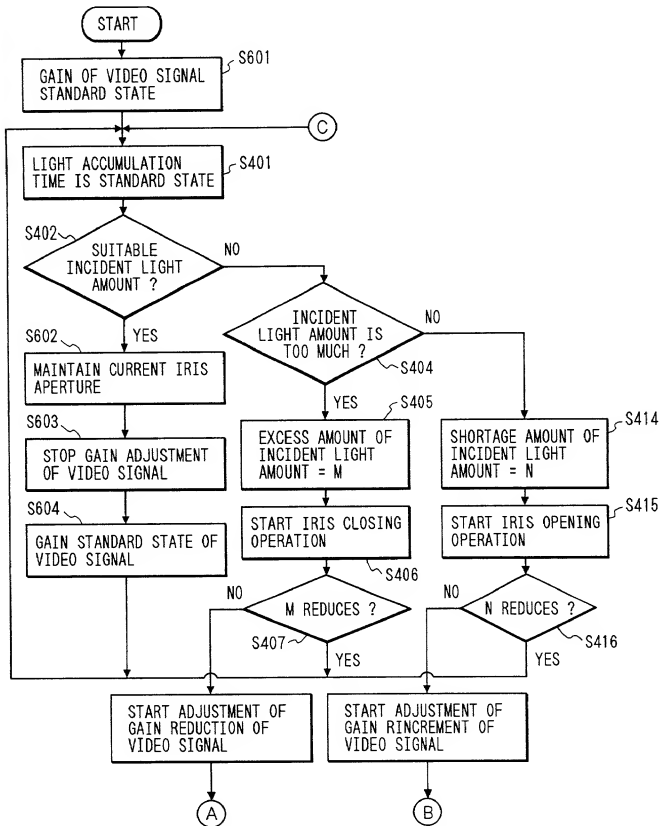 START
S601
GAIN OF VIDEO SIGNAL
STANDARD STATE
C
LIGHT ACCUMULATION
TIME IS STANDARD STATE
S401
S402
SUITABLE
INCIDENT LIGHT
AMOUNT ?
NO
YES
INCIDENT
LIGHT AMOUNT IS
TOO MUCH ?
NO
S404
YES
S602
MAINTAIN CURRENT IRIS
APERTURE
S405
EXCESS AMOUNT OF
INCIDENT LIGHT
AMOUNT = M
S414
SHORTAGE AMOUNT OF
INCIDENT LIGHT
AMOUNT = N
S603
STOP GAIN ADJUSTMENT
OF VIDEO SIGNAL
S604
GAIN STANDARD STATE OF
VIDEO SIGNAL
START IRIS CLOSING
OPERATION
S406
S415
START IRIS OPENING
OPERATION
NO
M REDUCES ?
S407
YES
NO
N REDUCES ?
S416
YES
START ADJUSTMENT OF
GAIN REDUCTION OF
VIDEO SIGNAL
START ADJUSTMENT OF
GAIN RINCREMENT OF
VIDEO SIGNAL
A
B